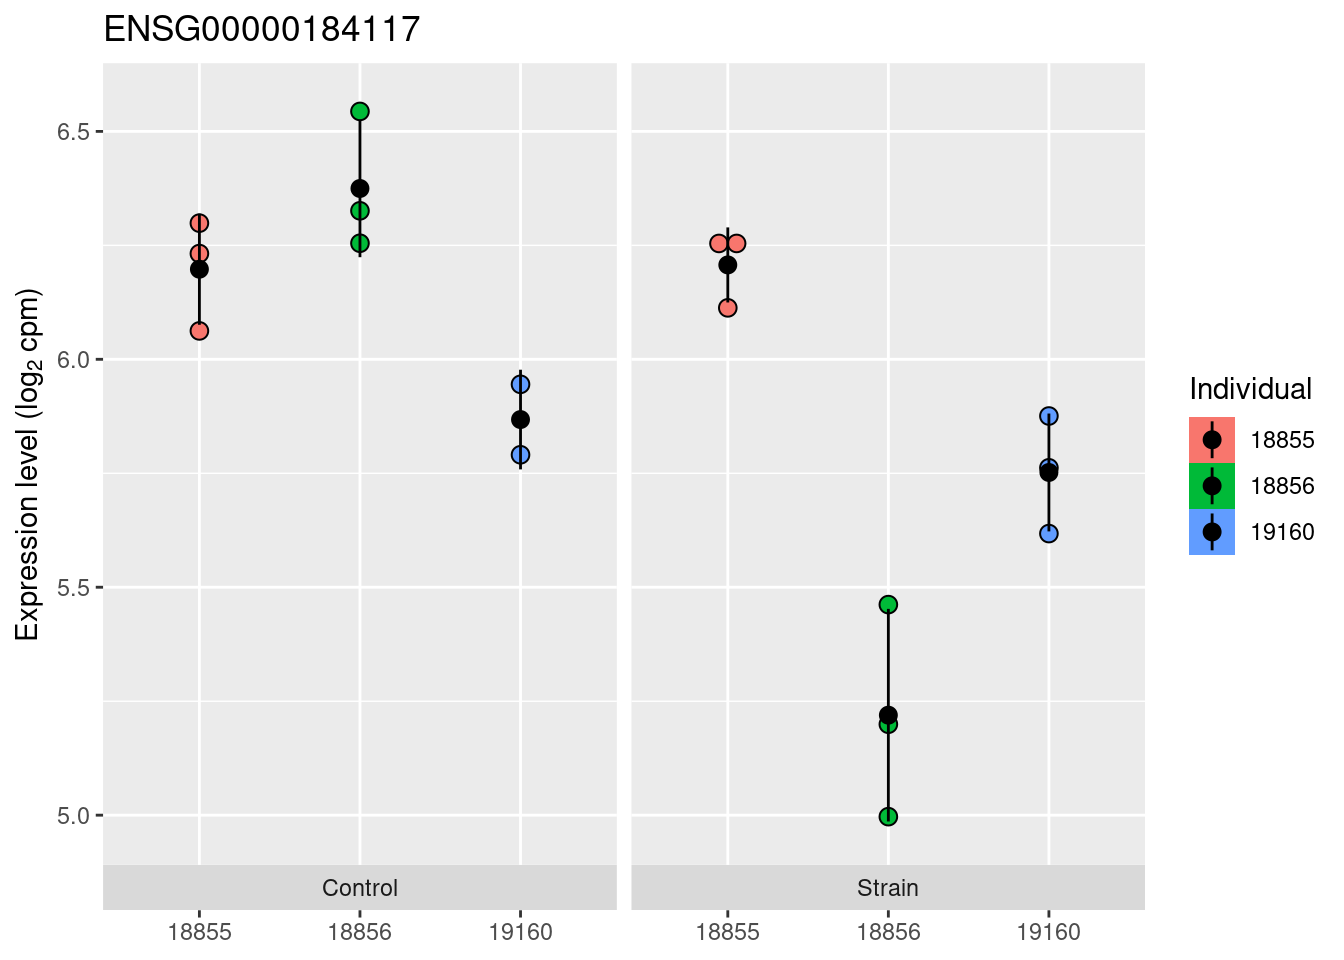 ENSG00000184117
Expression level (log2 cpm)
6.5
6.0
5.5
5.0
Control
Strain
18855
18856
19160
18855
18856
19160
Individual
18855
18856
19160